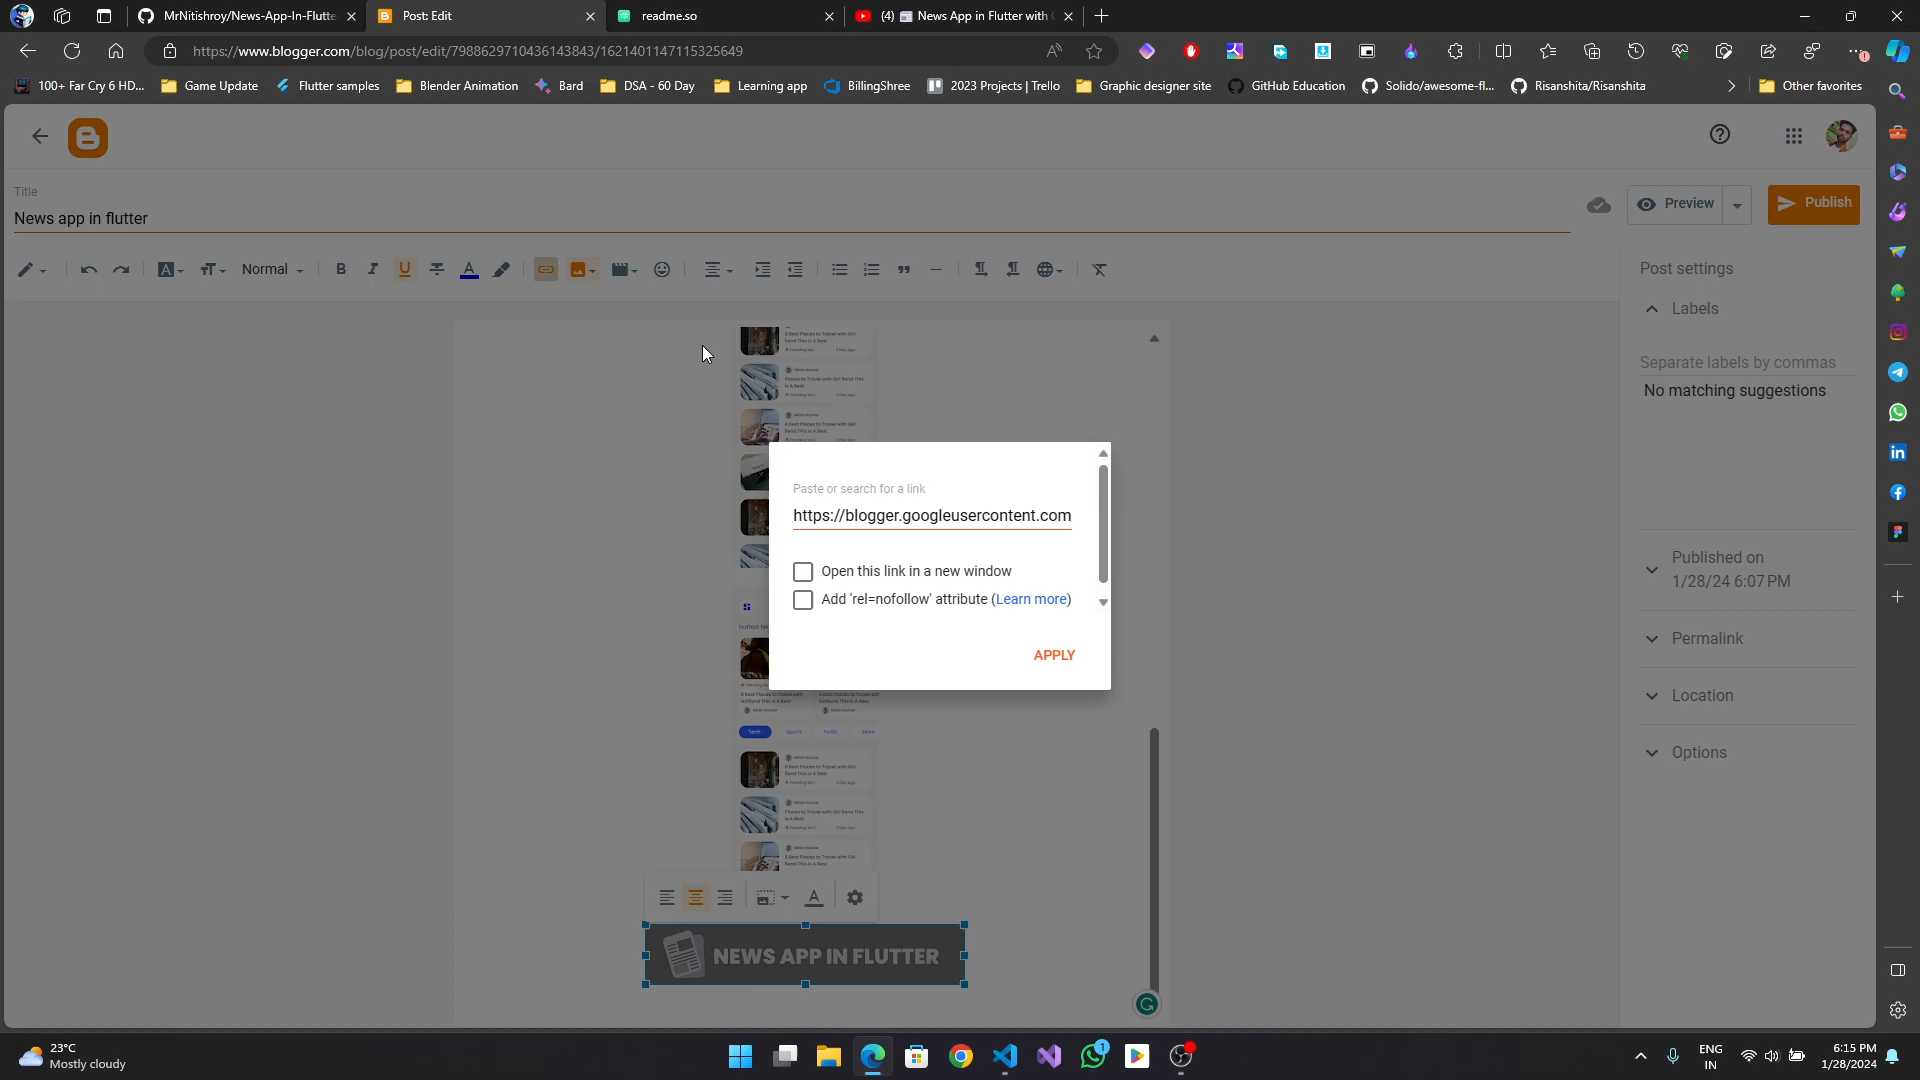 MrNitishroy/News-App-In-Flutte
Post: Edit
readme.so
(4) 📰 News App in Flutter with
https://www.blogger.com/blog/post/edit/7988629710436143843/1621401147115325649
100+ Far Cry 6 HD...
Game Update
Flutter samples
Blender Animation
Bard
DSA - 60 Day
Learning app
BillingShree
2023 Projects | Trello
Graphic designer site
GitHub Education
Solido/awesome-fl...
Risanshita/Risanshita
Other favorites
Title
News app in flutter
Preview
Publish
Normal
Post settings
Labels
Separate labels by commas
No matching suggestions
Published on
1/28/24 6:07 PM
Permalink
Location
Options
Paste or search for a link
https://blogger.googleusercontent.com
Open this link in a new window
Add 'rel=nofollow' attribute (Learn more)
APPLY
Tech
Sports
More
NEWS APP IN FLUTTER
23°C
Mostly cloudy
1
ENG
IN
6:15 PM
1/28/2024